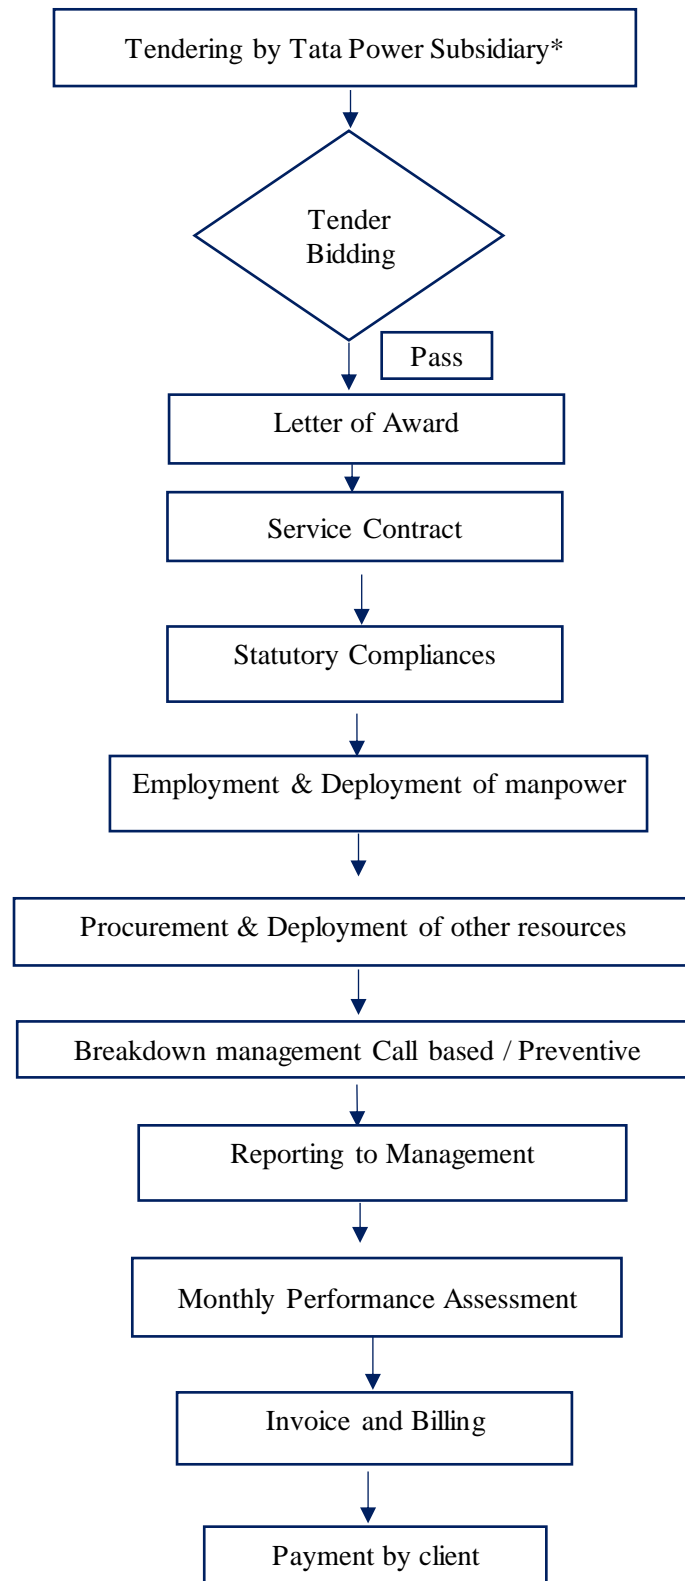 Tendering by Tata Power Subsidiary*
Tender
Bidding
Pass
Letter of Award
Service Contract
Statutory Compliances
Employment & Deployment of manpower
Procurement & Deployment of other resources
Breakdown management Call based / Preventive
Reporting to Management
Monthly Performance Assessment
Invoice and Billing
Payment by client